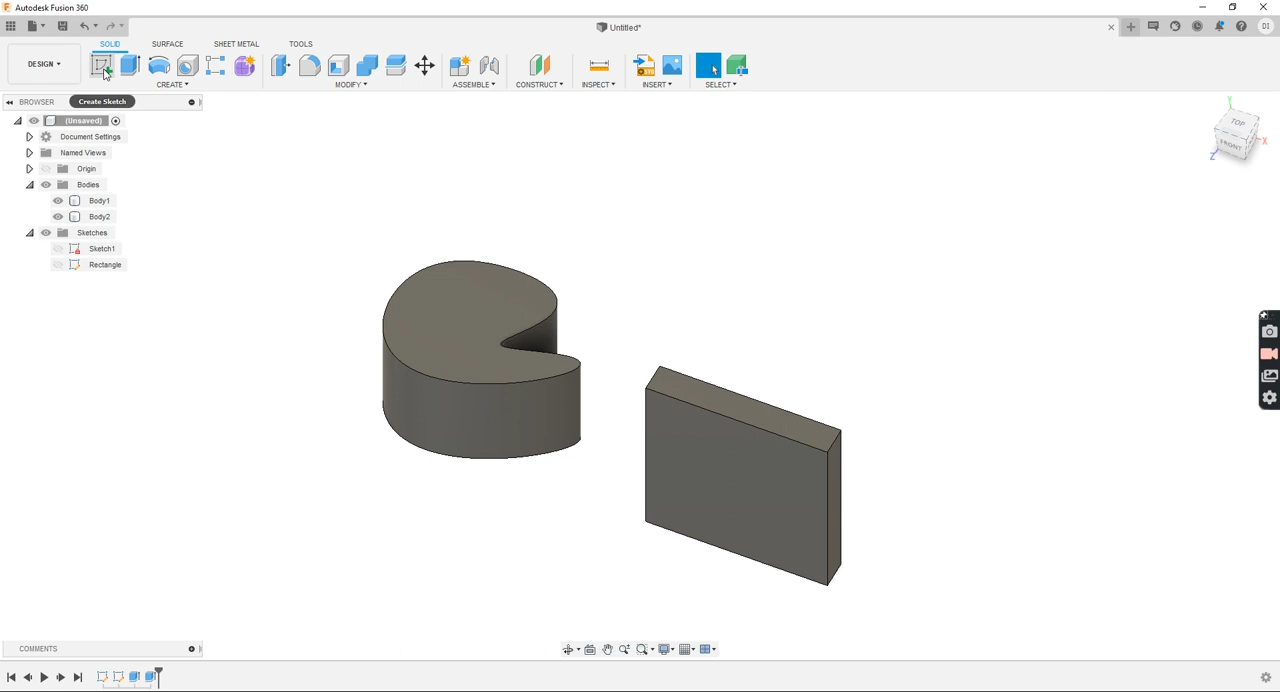 Autodesk Fusion 360
Untitled*
DI
DESIGN
SOLID SURFACE SHEET METAL TOOLS
CREATE MODIFY ASSEMBLE CONSTRUCT INSPECT INSERT SELECT
BROWSER
Create Sketch
(Unsaved)
Document Settings
Named Views
Origin
Bodies
Body1
Body2
Sketches
Sketch1
Rectangle
Y
TOP
FRONT
X
Z
COMMENTS